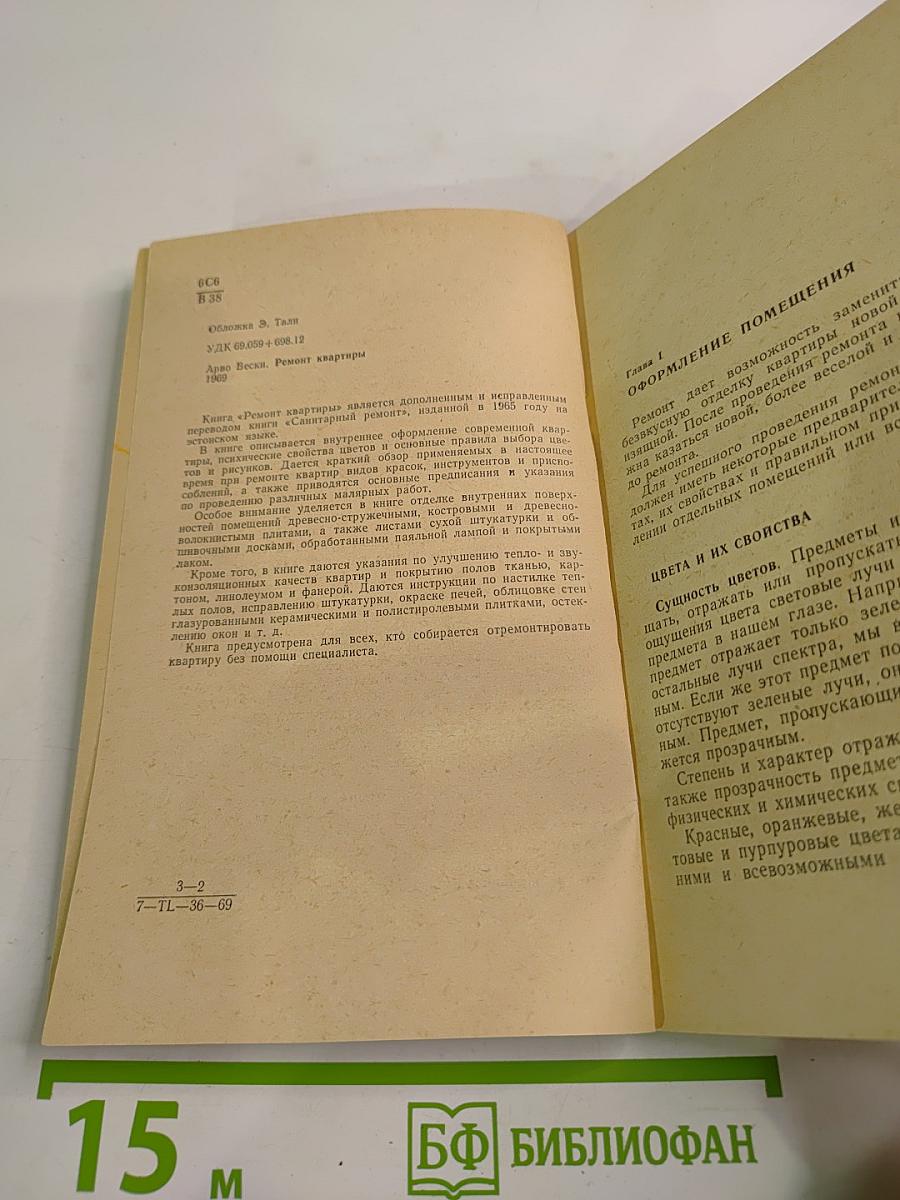 6С6
В 38
Обложка Э. Тали
УДК 69.059+698.12
Арво Вески. Ремонт квартиры
1969
Книга «Ремонт квартиры» является дополненным и исправленным
переводом книги «Санитарный ремонт», изданной в 1965 году на
эстонском языке.
В книге описывается внутреннее оформление современной квар-
тиры, психические свойства цветов и основные правила выбора цве-
тов и рисунков. Дается краткий обзор применяемых в настоящее
время при ремонте квартир видов красок, инструментов и приспо-
соблений, а также приводятся основные предписания и указания
по проведению различных малярных работ.
Особое внимание уделяется в книге отделке внутренних поверх-
ностей помещений древесно-стружечными, костровыми и древесно-
волокнистыми плитами, а также листами сухой штукатурки и об-
шивочными досками, обработанными паяльной лампой и покрытыми
лаком.
Кроме того, в книге даются указания по улучшению тепло- и зву-
коизоляционных качеств квартир и покрытию полов тканью, кар-
тоном, линолеумом и фанерой. Даются инструкции по настилке теп-
лых полов, исправлению штукатурки, окраске печей, облицовке стен
глазурованными керамическими и полистироловыми плитками, остек-
лению окон и т. д.
Книга предусмотрена для всех, кто собирается отремонтировать
квартиру без помощи специалиста.
3—2
7—TL—36—69
Глава I
ОФОРМЛЕНИЕ ПОМЕЩЕНИЯ
Ремонт дает возможность заменить
безвкусную отделку квартиры новой
изящной. После проведения ремонта
жна казаться новой, более веселой и
до ремонта.
Для успешного проведения ремон
должен иметь некоторые предварител
тах, их свойствах и правильном при
лении отдельных помещений или вс
ЦВЕТА И ИХ СВОЙСТВА
Сущность цветов. Предметы и
щать, отражать или пропускать
ощущения цвета световые лучи
предмета в нашем глазе. Напри
предмет отражает только зеле
остальные лучи спектра, мы в
ным. Если же этот предмет по
отсутствуют зеленые лучи, он
ным. Предмет, пропускающи
жется прозрачным.
Степень и характер отраж
также прозрачность предме
физических и химических с
Красные, оранжевые, же
товые и пурпуровые цвета
ними и всевозможными
15 м
БФ БИБЛИОФАН